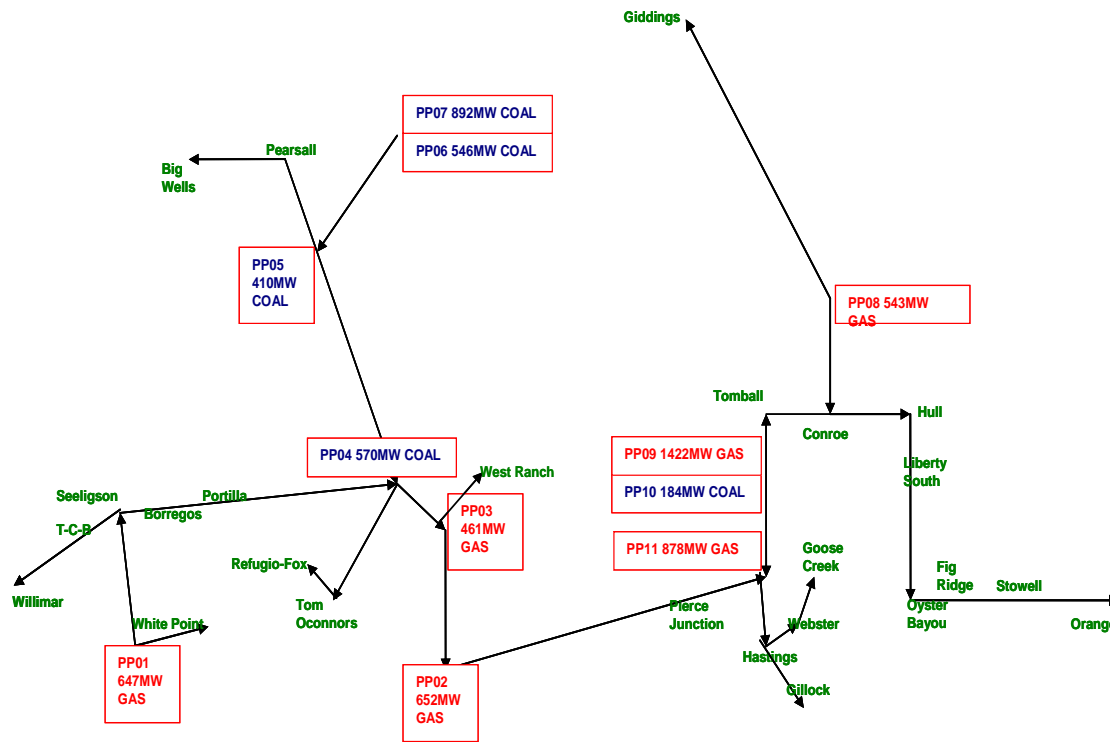 Giddings
PP07 892MW COAL
PP06 546MW COAL
Pearsall
Big
Wells
PP05
410MW
COAL
PP08 543MW
GAS
Tomball
Hull
Conroe
PP04 570MW COAL
PP09 1422MW GAS
Liberty
South
West Ranch
PP10 184MW COAL
Seeligson
Portilla
Borregos
T-C-B
PP03
461MW
GAS
PP11 878MW GAS
Goose
Creek
Refugio-Fox
Fig
Ridge
Stowell
Willimar
Tom
Oconnors
Pierce
Junction
Oyster
Bayou
Orange
White Point
Webster
Hastings
PP01
647MW
GAS
PP02
652MW
GAS
Gillock